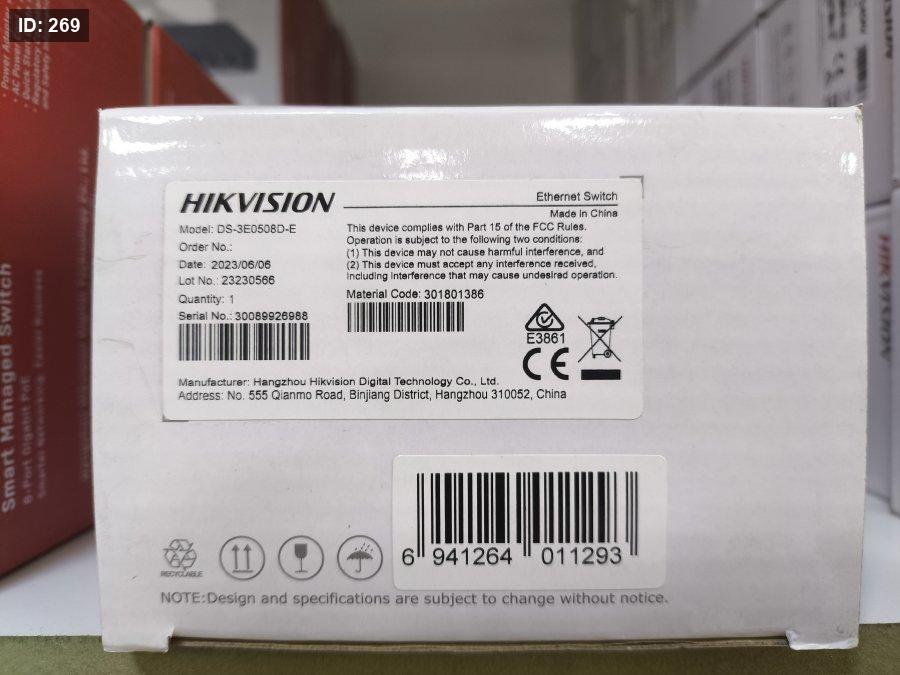 ID: 269
HIKVISION
Ethernet Switch
Made in China
Model: DS-3E0508D-E
Order No.:
Date: 2023/06/06
Lot No.: 23230566
Quantity: 1
Serial No.: 30089926988
This device complies with Part 15 of the FCC Rules.
Operation is subject to the following two conditions:
(1) This device may not cause harmful interference, and
(2) This device must accept any interference received,
including interference that may cause undesired operation.
Material Code: 301801386
E3861
CE
Manufacturer: Hangzhou Hikvision Digital Technology Co., Ltd.
Address: No. 555 Qianmo Road, Binjiang District, Hangzhou 310052, China
6 941264 011293
RECYCLABLE
NOTE:Design and specifications are subject to change without notice.
Smart Managed Switch
8-Port Gigabit PoE